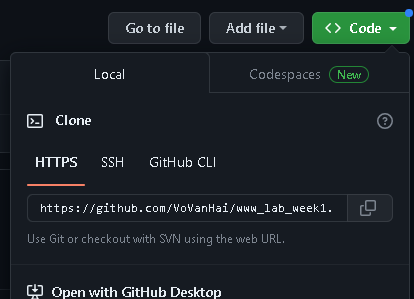 Go to file Add file Code
Local Codespaces New
Clone
HTTPS SSH GitHub CLI
https://github.com/VoVanHai/www_lab_week1.
Use Git or checkout with SVN using the web URL.
Open with GitHub Desktop